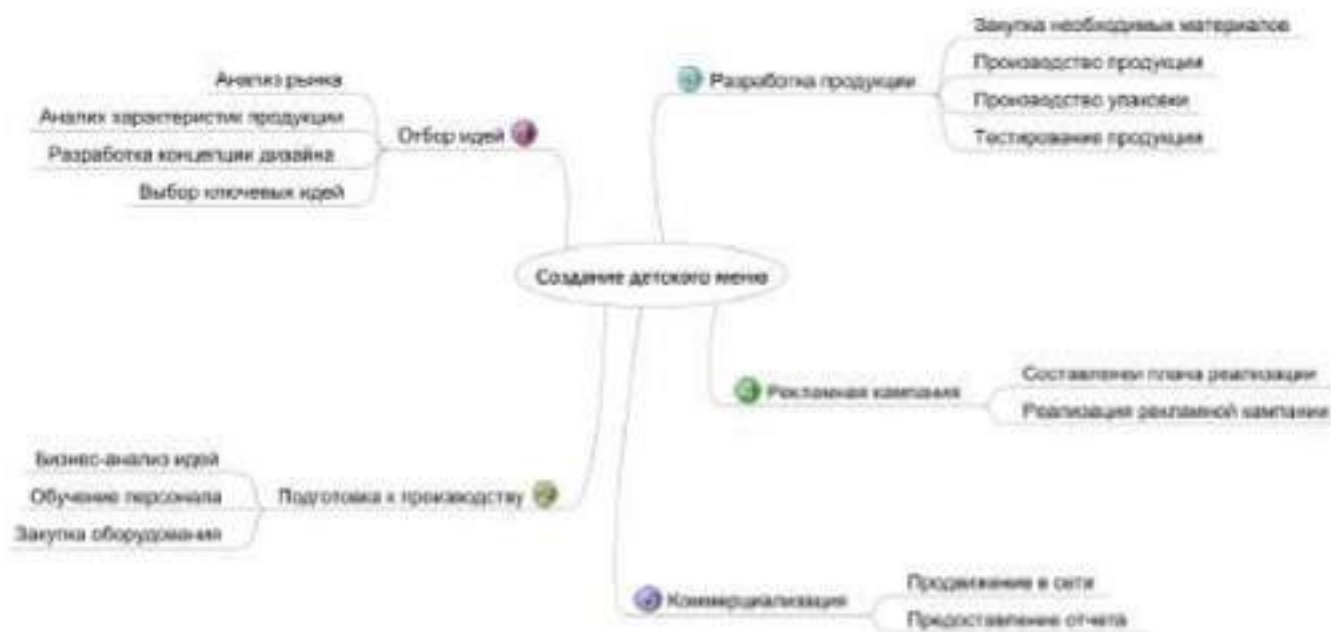 Отбор идей
Анализ рынка
Анализ характеристик продукции
Разработка концепции дизайна
Выбор ключевых идей
Разработка продукции
Закупка необходимых материалов
Производство продукции
Производство упаковки
Тестирование продукции
Создание детского меню
Рекламная кампания
Составленеи плана реализации
Реализация рекламной кампании
Подготовка к производству
Бизнес-анализ идей
Обучение персонала
Закупка оборудования
Коммерциализация
Продвижение в сети
Предоставление отчета